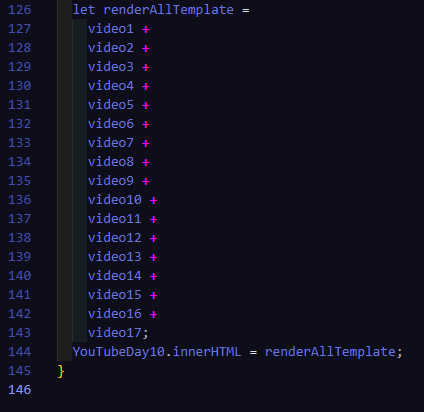 126 let renderAllTemplate =
127 video1 +
128 video2 +
129 video3 +
130 video4 +
131 video5 +
132 video6 +
133 video7 +
134 video8 +
135 video9 +
136 video10 +
137 video11 +
138 video12 +
139 video13 +
140 video14 +
141 video15 +
142 video16 +
143 video17;
144 YouTubeDay10.innerHTML = renderAllTemplate;
145 }
146